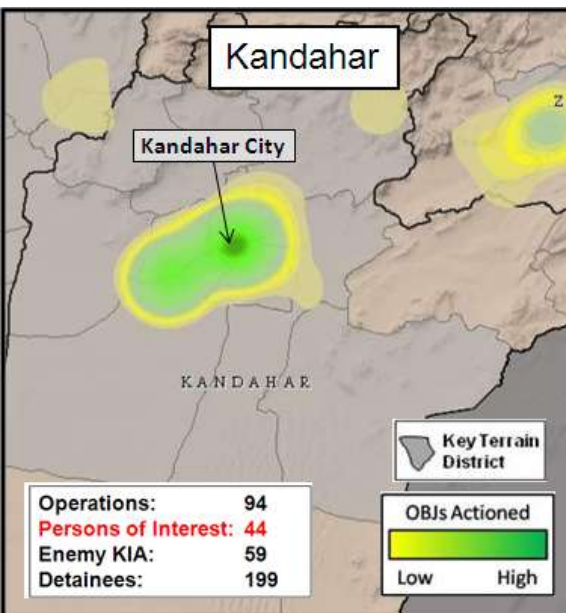 Kandahar
Z
Kandahar City
KANDAHAR
Key Terrain
District
Operations: 94
Persons of Interest: 44
Enemy KIA: 59
Detainees: 199
OBJs Actioned
Low High